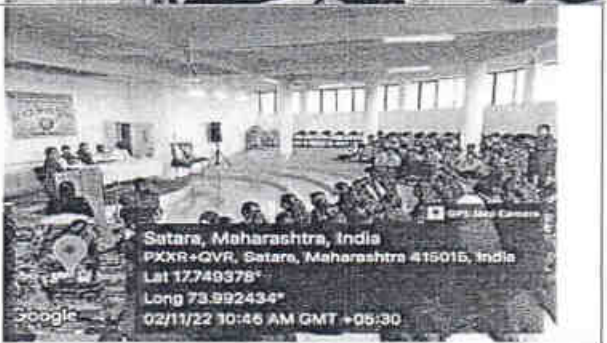 GPS Map Camera
Satara, Maharashtra, India
PXXR+QVR, Satara, Maharashtra 415015, India
Lat 17.749378°
Long 73.992434°
02/11/22 10:46 AM GMT +05:30
Google